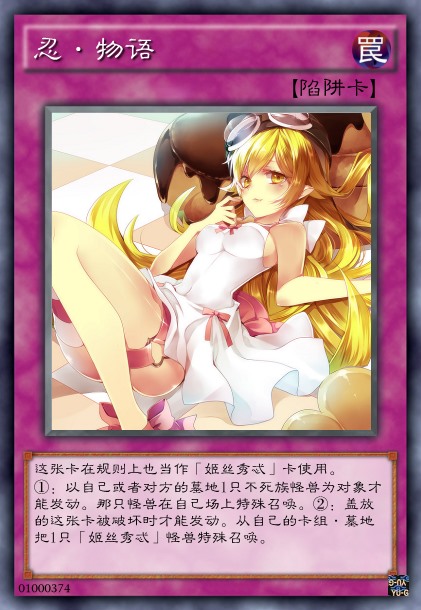 忍·物语
罠
【陷阱卡】
这张卡在规则上也当作「姬丝秀忒」卡使用。
①：以自己或者对方的墓地1只不死族怪兽为对象才
能发动。那只怪兽在自己场上特殊召唤。②：盖放
的这张卡被破坏时才能发动。从自己的卡组·墓地
把1只「姬丝秀忒」怪兽特殊召唤。
01000374